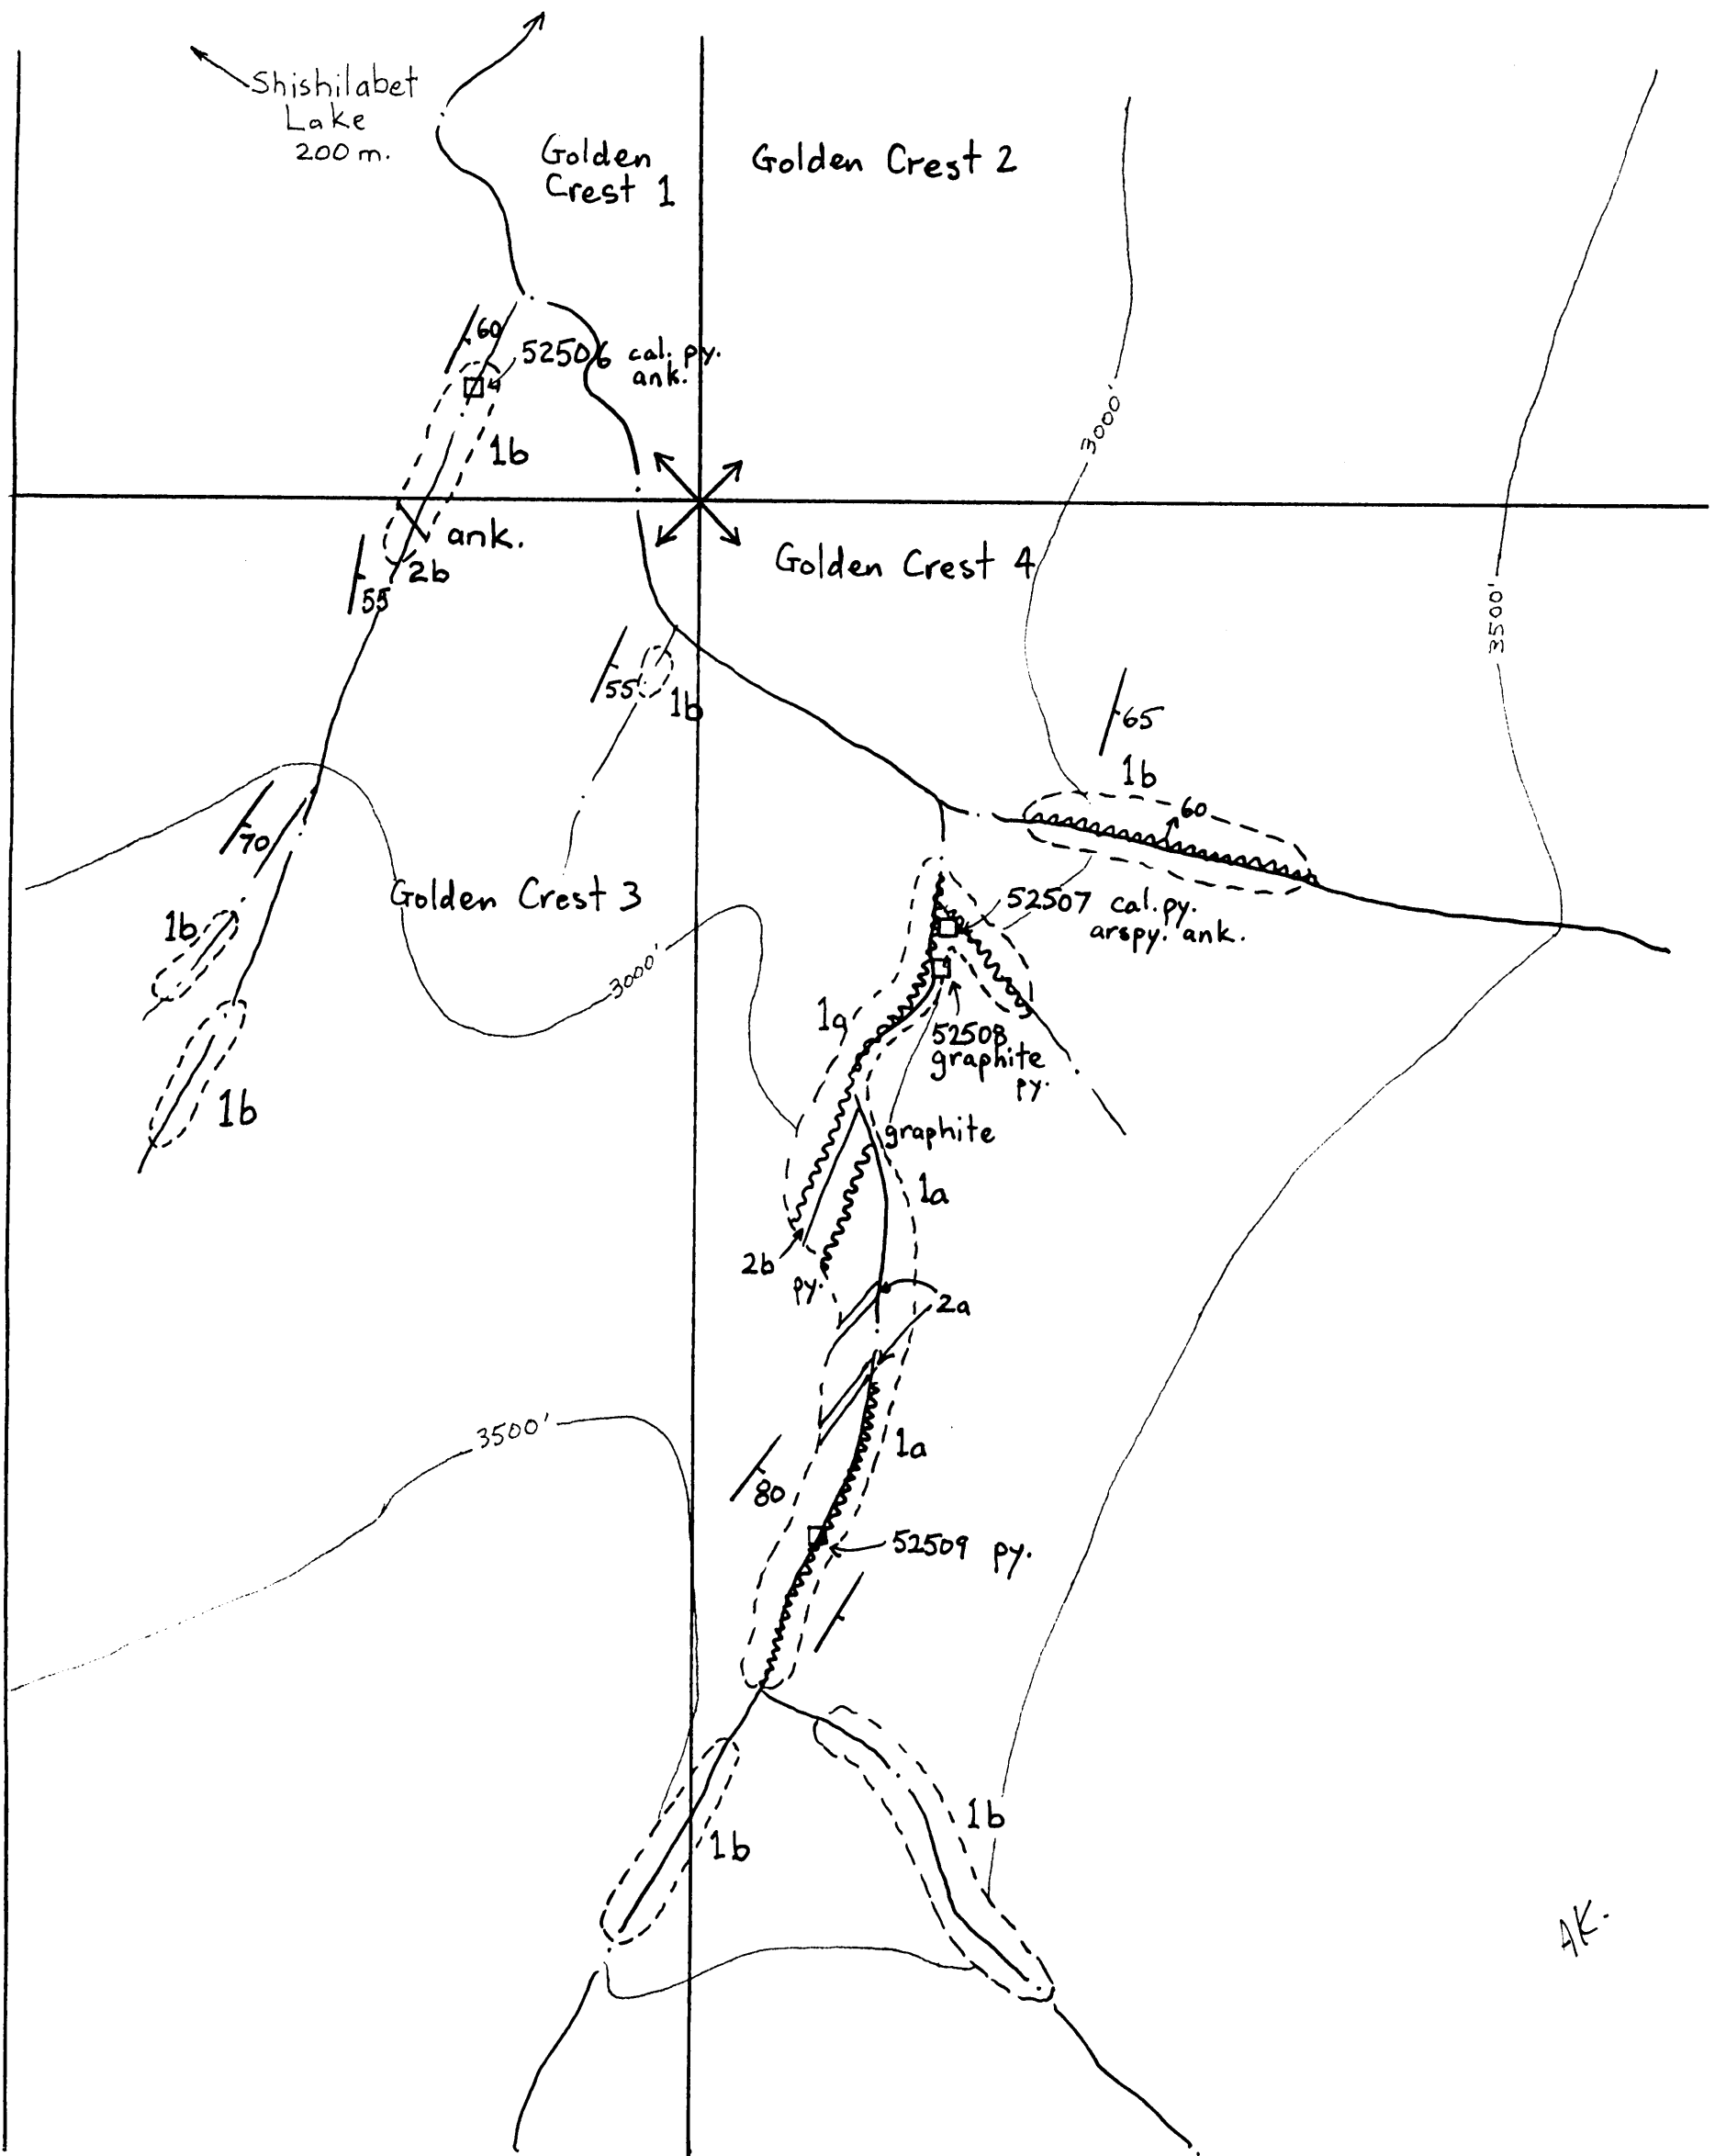 Shishilabet
Lake
200 m.
Golden
Crest 1
Golden Crest 2
60
52506 cal. py.
ank.
1b
3000'
ank.
2b
55
Golden Crest 4
3500'
55
1b
65
1b
60
70
Golden Crest 3
52507 cal. py.
arspy. ank.
1b
3000'
1a
52508
graphite
py.
1b
graphite
1a
2b
py.
2a
3500'
1a
80
52509 py.
1b
1b
AK.